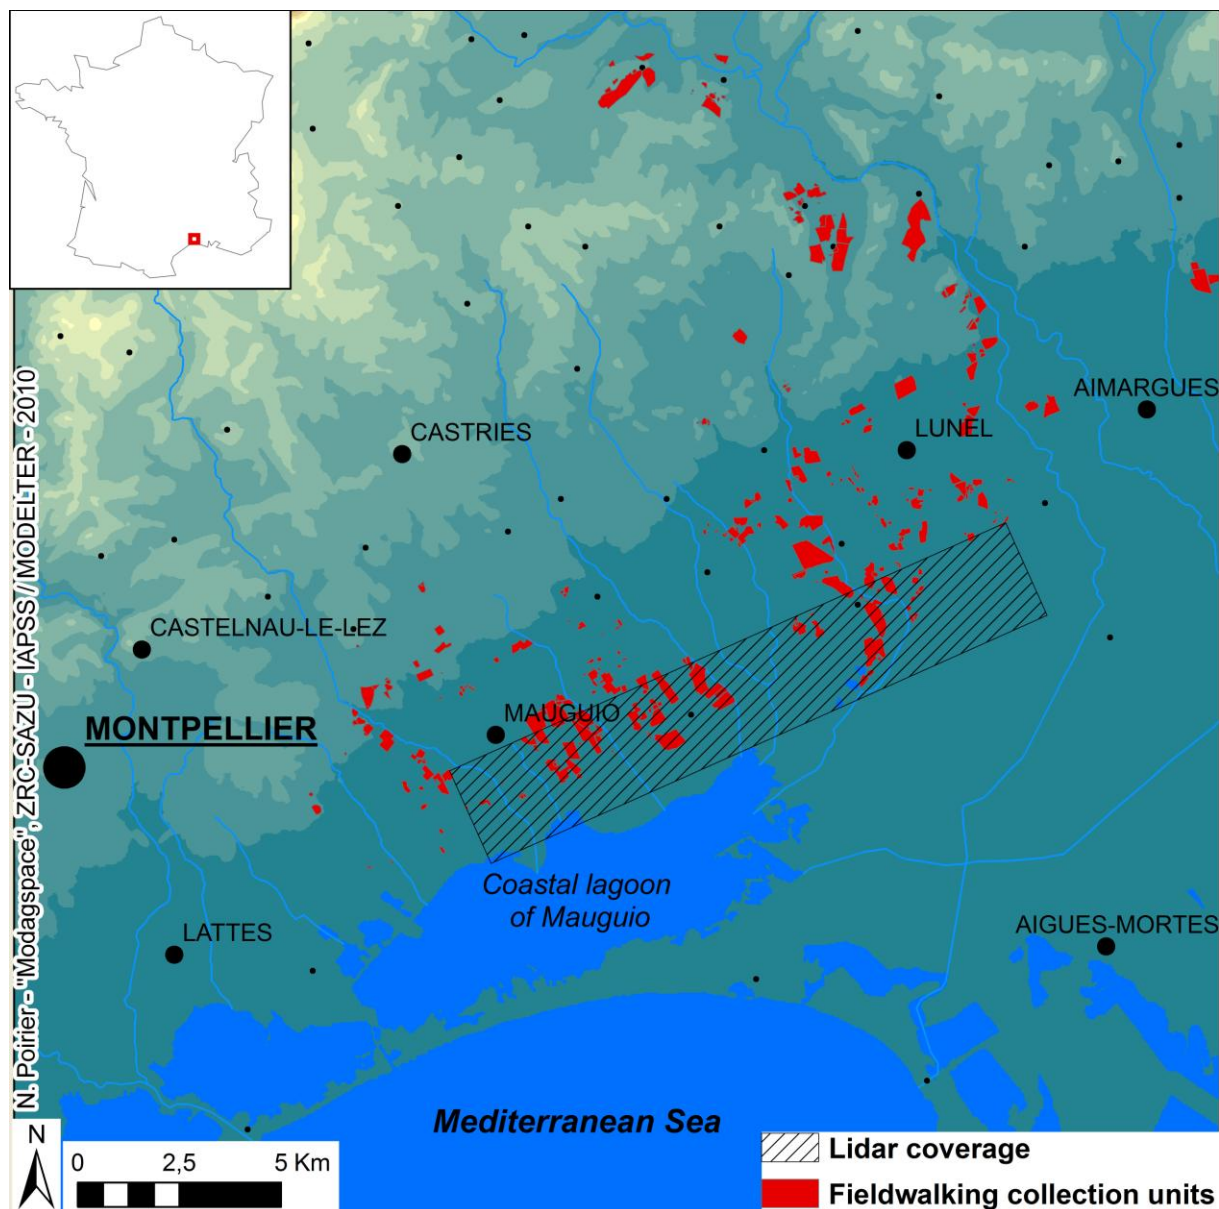 AIMARGUES
LUNEL
CASTRIES
CASTELNAU-LE-LEZ
MAUGUIO
MONTPELLIER
Coastal lagoon
of Mauguio
LATTES
AIGUES-MORTES
Mediterranean Sea
N. Poirier - "Modagspace", ZRC-SAZU - IAPSS / MODELTER - 2010
N
0 2,5 5 Km
Lidar coverage
Fieldwalking collection units